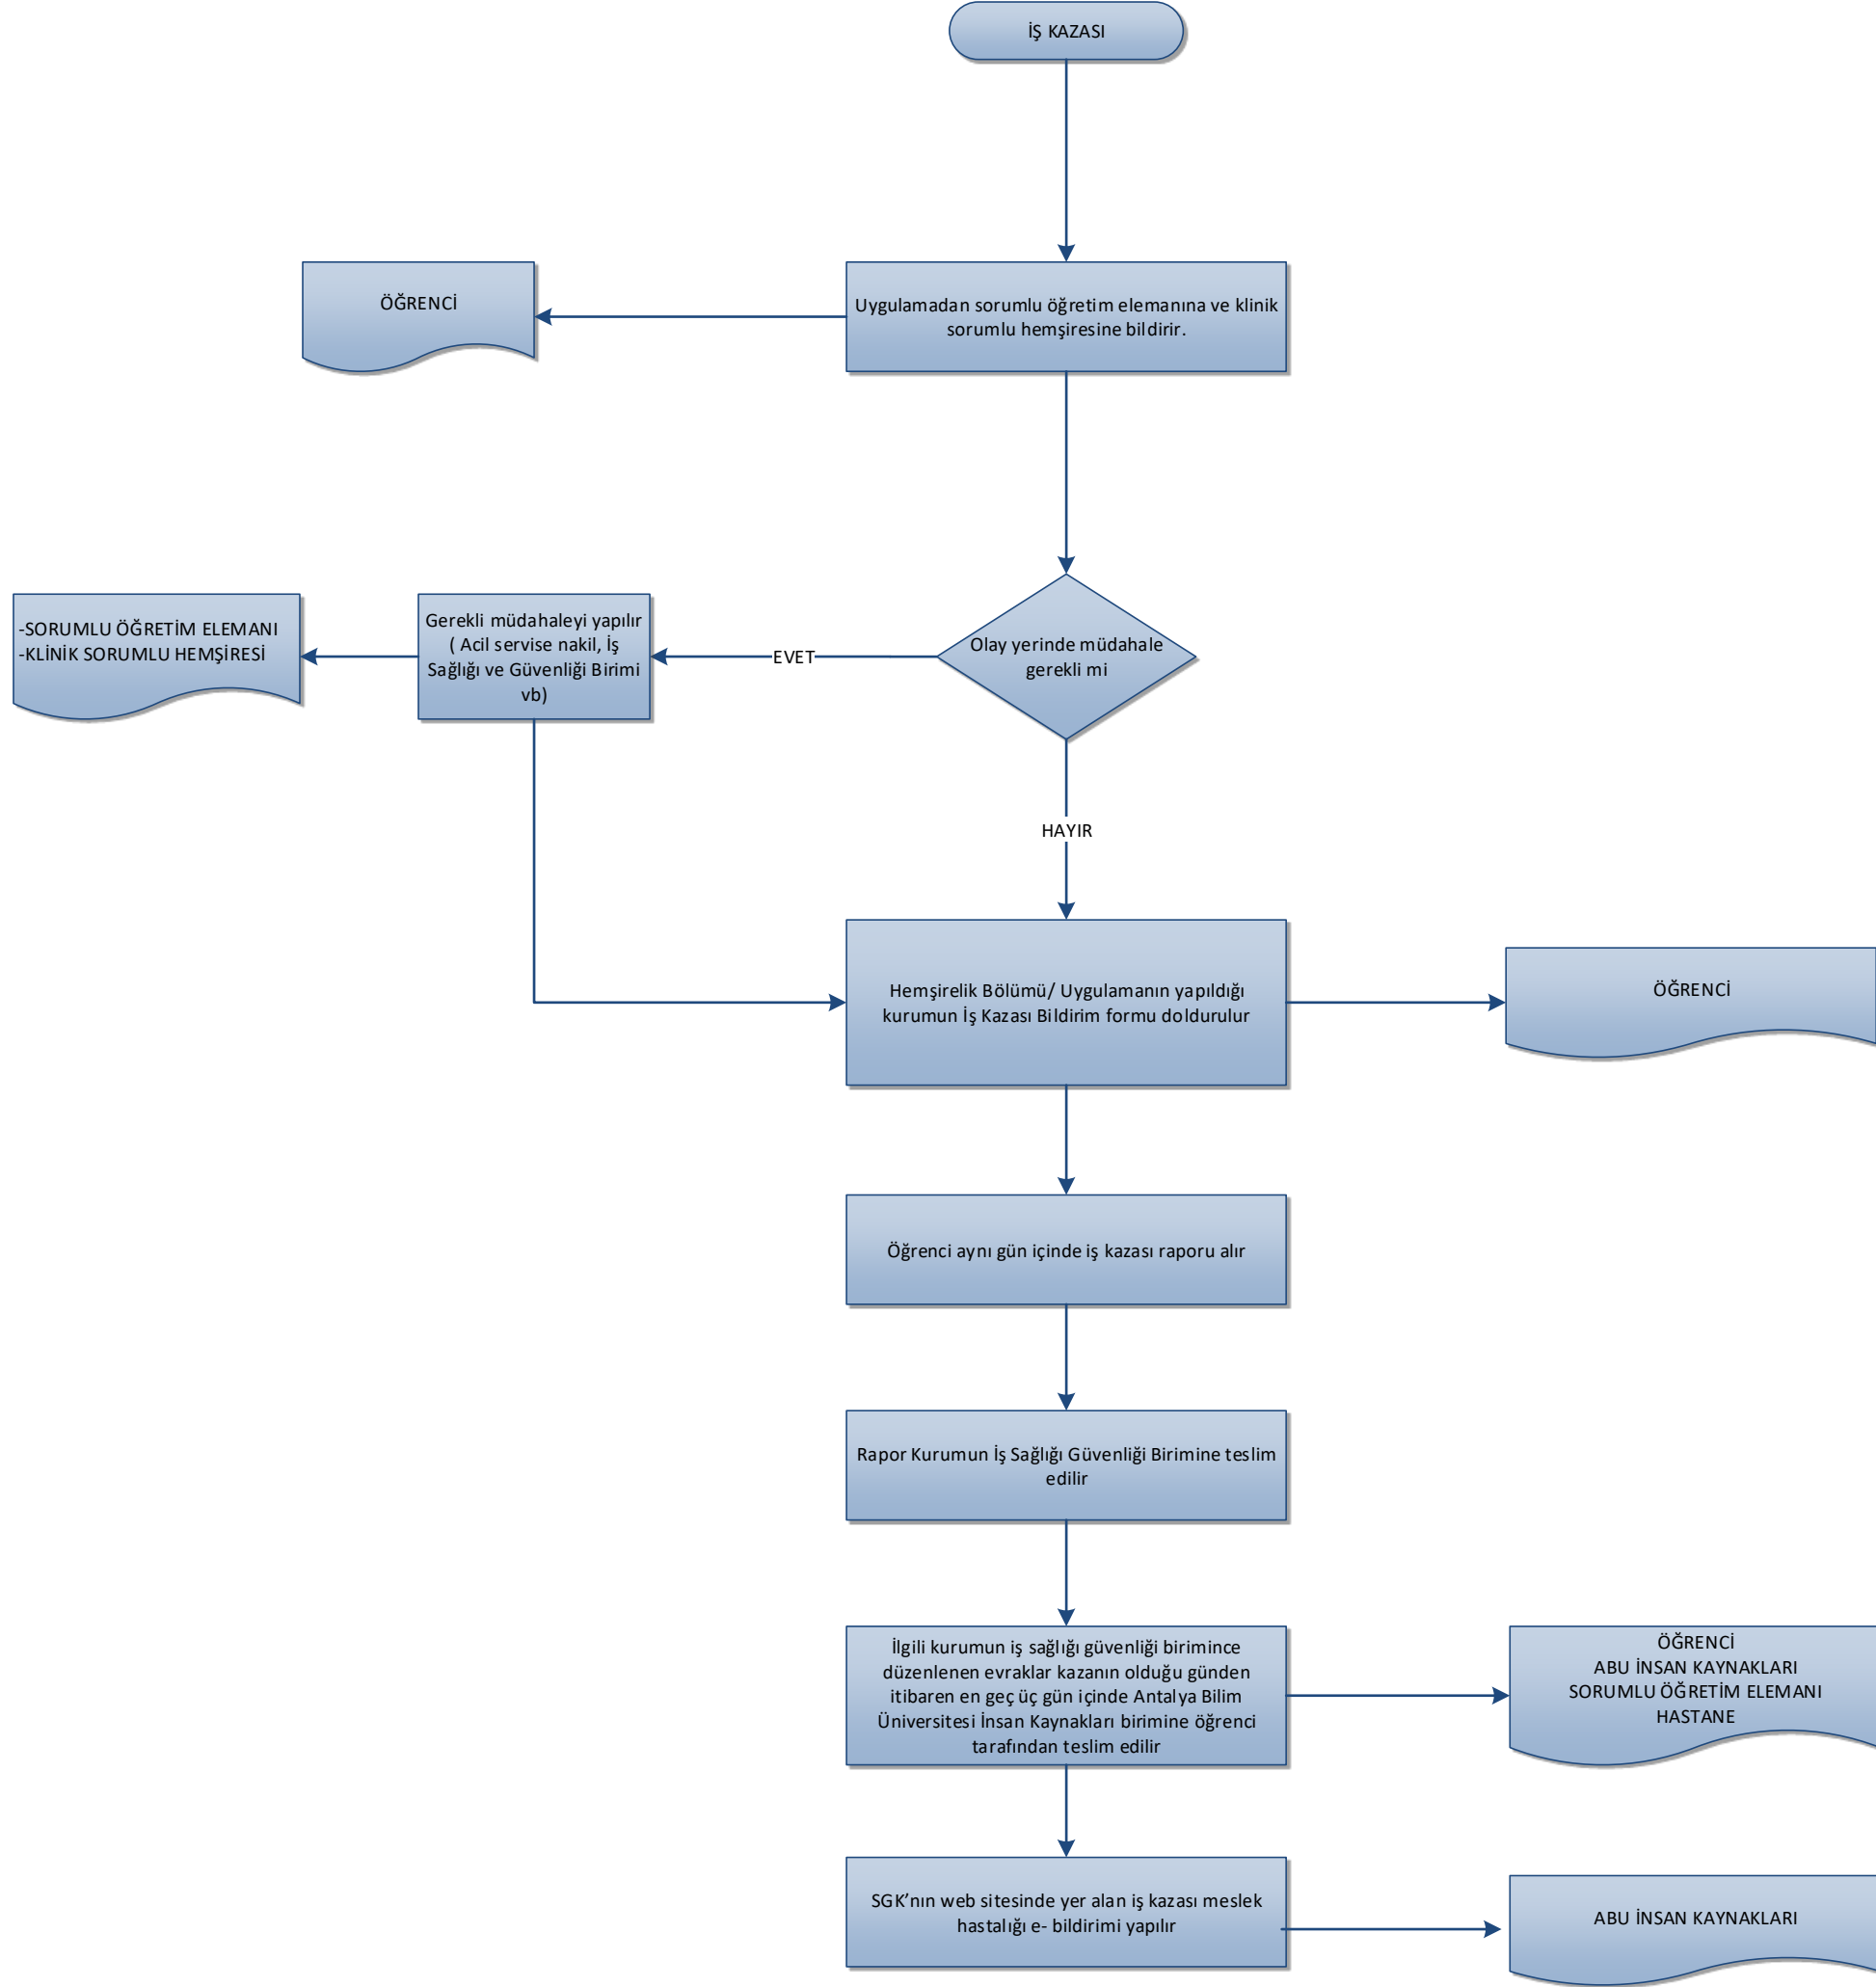 İŞ KAZASI
ÖĞRENCİ
Uygulamadan sorumlu öğretim elemanına ve klinik
sorumlu hemşiresine bildirir.
-SORUMLU ÖĞRETİM ELEMANI
-KLİNİK SORUMLU HEMŞİRESİ
Gerekli müdahaleyi yapılır
( Acil servise nakil, İş
Sağlığı ve Güvenliği Birimi
vb)
EVET
Olay yerinde müdahale
gerekli mi
HAYIR
Hemşirelik Bölümü/ Uygulamanın yapıldığı
kurumun İş Kazası Bildirim formu doldurulur
ÖĞRENCİ
Öğrenci aynı gün içinde iş kazası raporu alır
Rapor Kurumun İş Sağlığı Güvenliği Birimine teslim
edilir
İlgili kurumun iş sağlığı güvenliği birimince
düzenlenen evraklar kazanın olduğu günden
itibaren en geç üç gün içinde Antalya Bilim
Üniversitesi İnsan Kaynakları birimine öğrenci
tarafından teslim edilir
ÖĞRENCİ
ABU İNSAN KAYNAKLARI
SORUMLU ÖĞRETİM ELEMANI
HASTANE
SGK’nın web sitesinde yer alan iş kazası meslek
hastalığı e- bildirimi yapılır
ABU İNSAN KAYNAKLARI